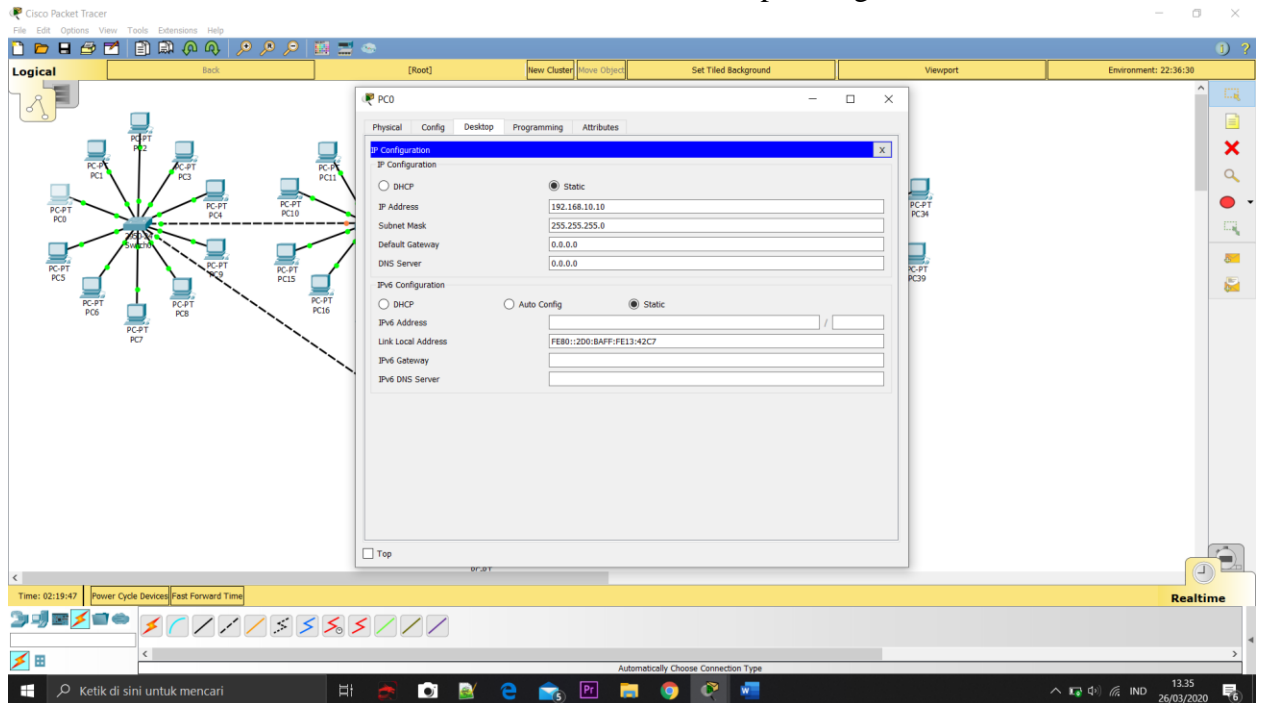 Cisco Packet Tracer
File Edit Options View Tools Extensions Help
Logical Back [Root] New Cluster Move Object Set Tiled Background Viewport Environment: 22:36:30
PC0
Physical Config Desktop Programming Attributes
IP Configuration X
IP Configuration
DHCP Static
IP Address 192.168.10.10
Subnet Mask 255.255.255.0
Default Gateway 0.0.0.0
DNS Server 0.0.0.0
IPv6 Configuration
DHCP Auto Config Static
IPv6 Address /
Link Local Address FE80::2D0:BAFF:FE13:42C7
IPv6 Gateway
IPv6 DNS Server
Top
PC-PT
PC2
PC-PT
PC1
PC-PT
PC3
PC-PT
PC11
PC-PT
PC0
PC-PT
PC4
PC-PT
PC10
PC-PT
PC34
PC-PT
PC5
PC-PT
PC9
PC-PT
PC15
PC-PT
PC39
PC-PT
PC6
PC-PT
PC8
PC-PT
PC16
PC-PT
PC7
Time: 02:19:47 Power Cycle Devices Fast Forward Time Realtime
Automatically Choose Connection Type
Ketik di sini untuk mencari
IND
13.35
26/03/2020